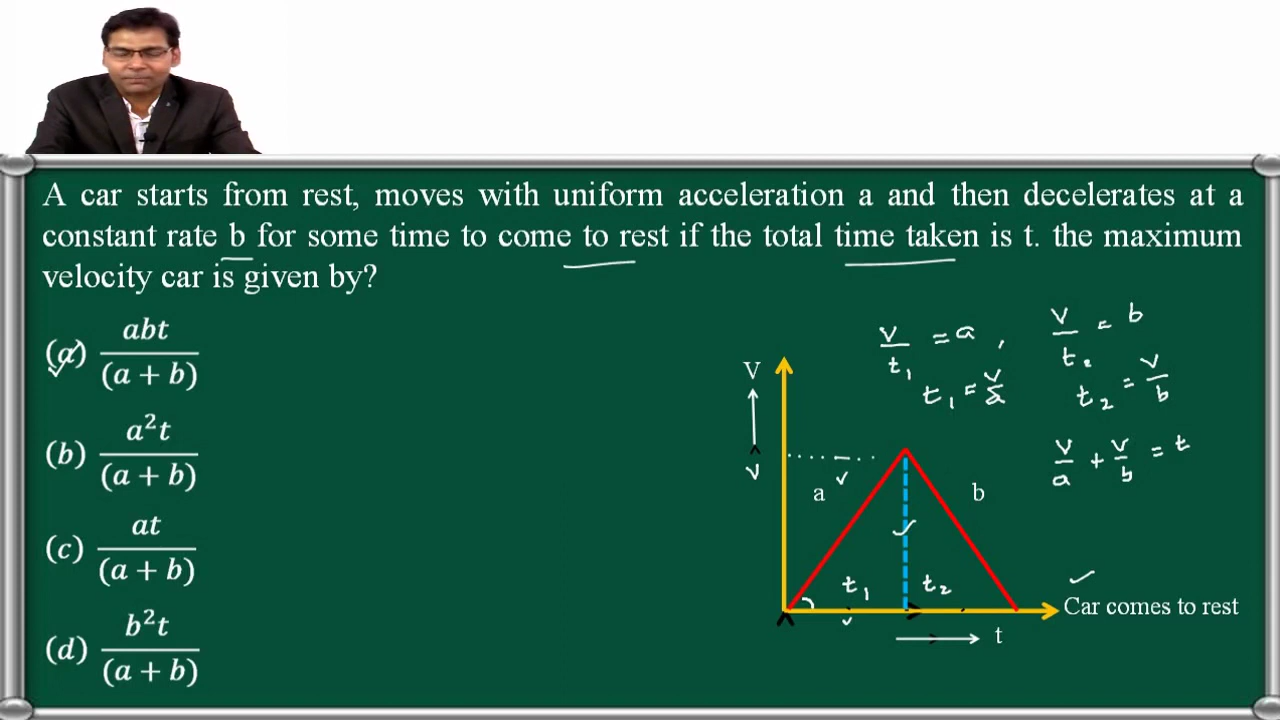 A car starts from rest, moves with uniform acceleration a and then decelerates at a
constant rate b for some time to come to rest if the total time taken is t. the maximum
velocity car is given by?
(a) abt/(a + b)
(b) a²t/(a + b)
(c) at/(a + b)
(d) b²t/(a + b)
v/t₁ = a , v/t₂ = b
t₁ = v/a t₂ = v/b
v/a + v/b = t
V
v
v
a b
t₁ t₂
Car comes to rest
t